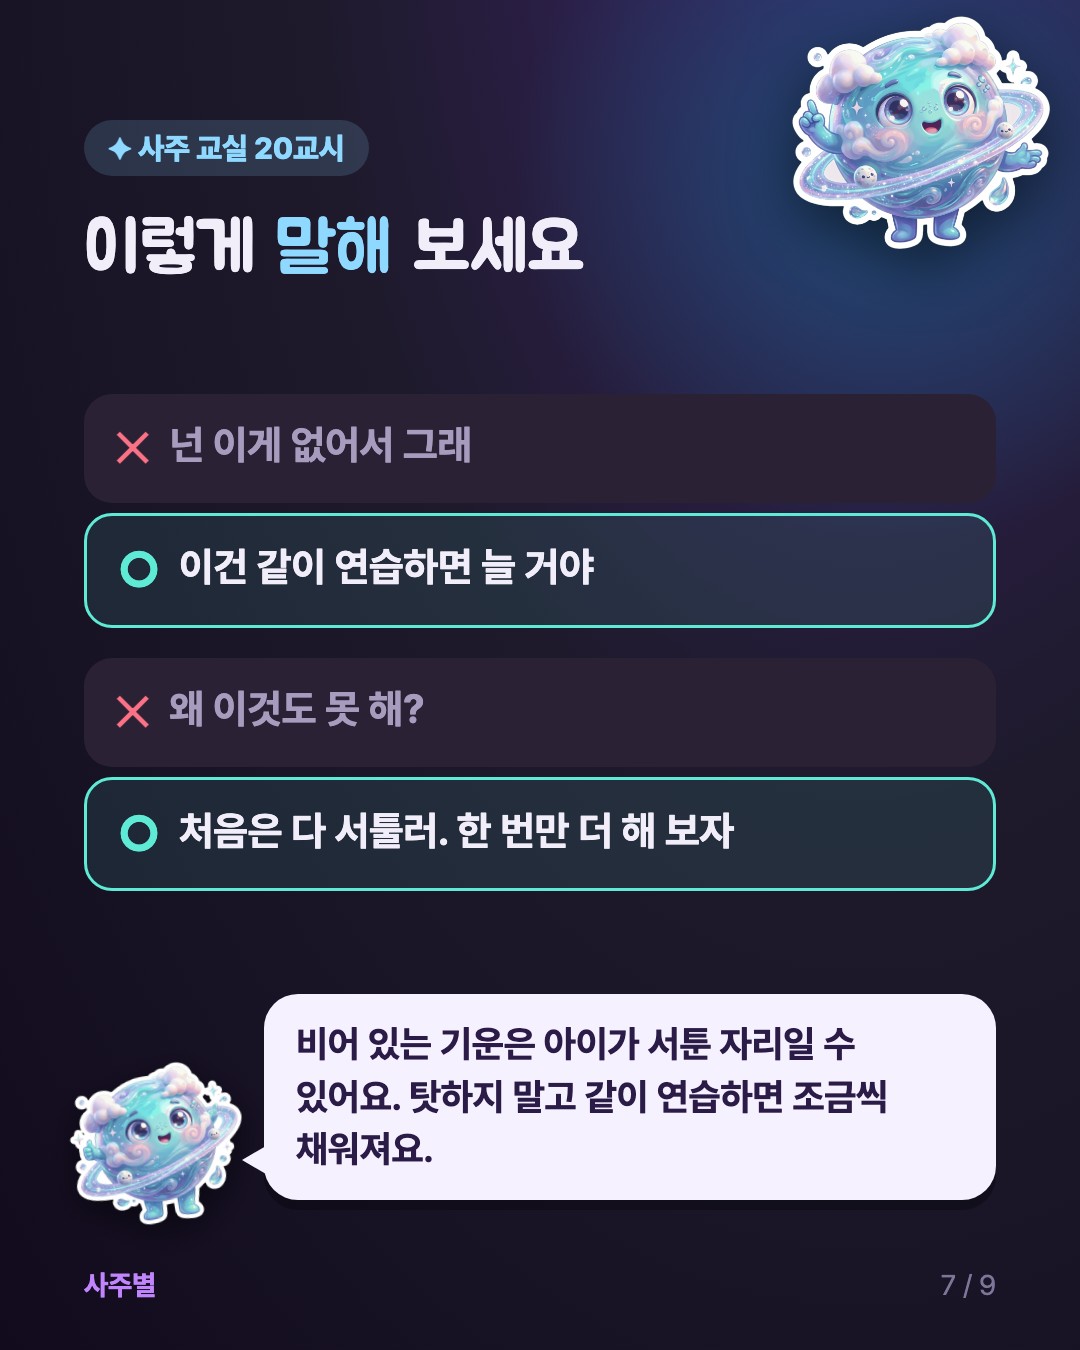 사주 교실 20교시
이렇게 말해 보세요
넌 이게 없어서 그래
이건 같이 연습하면 늘 거야
왜 이것도 못 해?
처음은 다 서툴러. 한 번만 더 해 보자
비어 있는 기운은 아이가 서툰 자리일 수
있어요. 탓하지 말고 같이 연습하면 조금씩
채워져요.
사주별
7 / 9